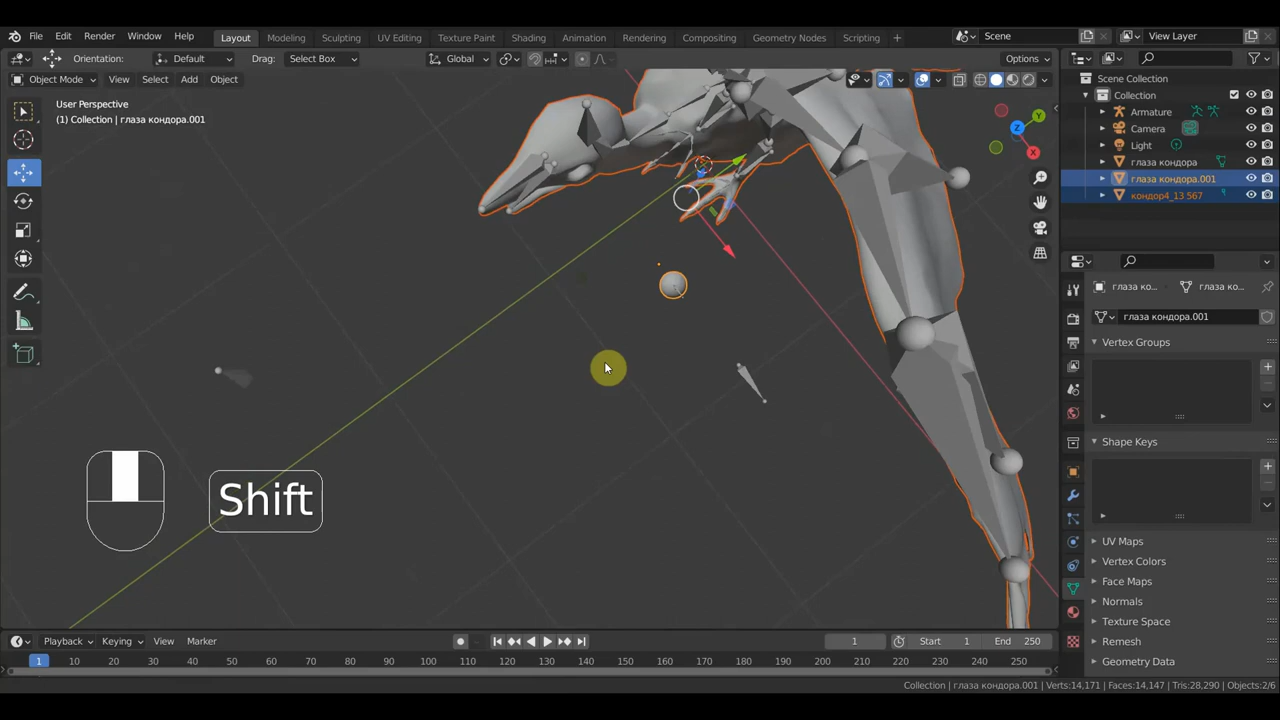 File Edit Render Window Help Layout Modeling Sculpting UV Editing Texture Paint Shading Animation Rendering Compositing Geometry Nodes Scripting + Scene View Layer
Orientation: Default Drag: Select Box Global Options
Object Mode View Select Add Object
User Perspective
(1) Collection | глаза кондора.001
Z Y X
Scene Collection
Collection
Armature
Camera
Light
глаза кондора
глаза кондора.001
кондор4_13 567
глаза ко... глаза ко...
глаза кондора.001
Vertex Groups
Shape Keys
UV Maps
Vertex Colors
Face Maps
Normals
Texture Space
Remesh
Geometry Data
Shift
Playback Keying View Marker 1 Start 1 End 250
1 10 20 30 40 50 60 70 80 90 100 110 120 130 140 150 160 170 180 190 200 210 220 230 240 250
Collection | глаза кондора.001 | Verts:14,171 | Faces:14,147 | Tris:28,290 | Objects:2/6